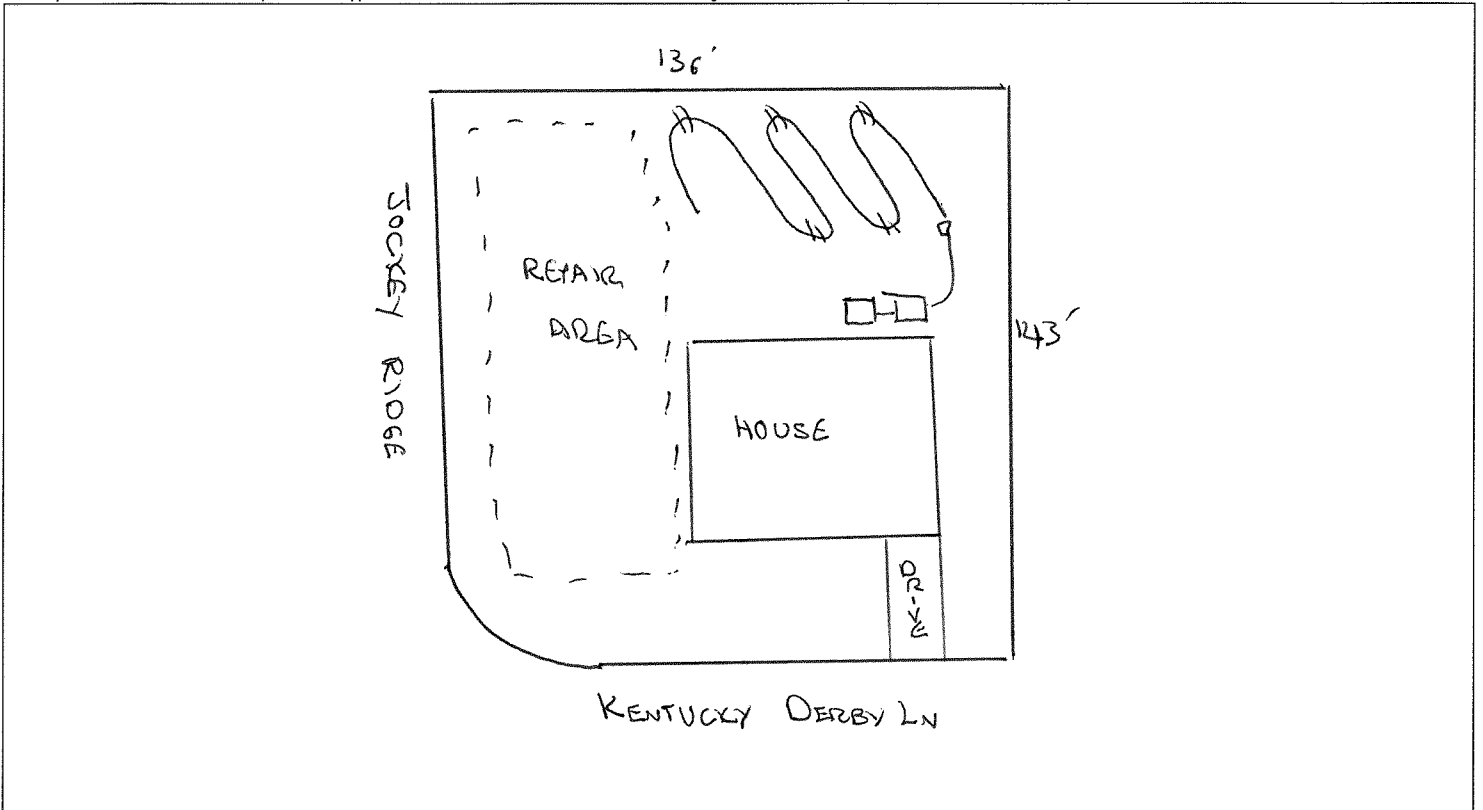 136'
JOCKEY RIDGE
REPAIR
AREA
143'
HOUSE
DRIVE
KENTUCKY DERBY LN